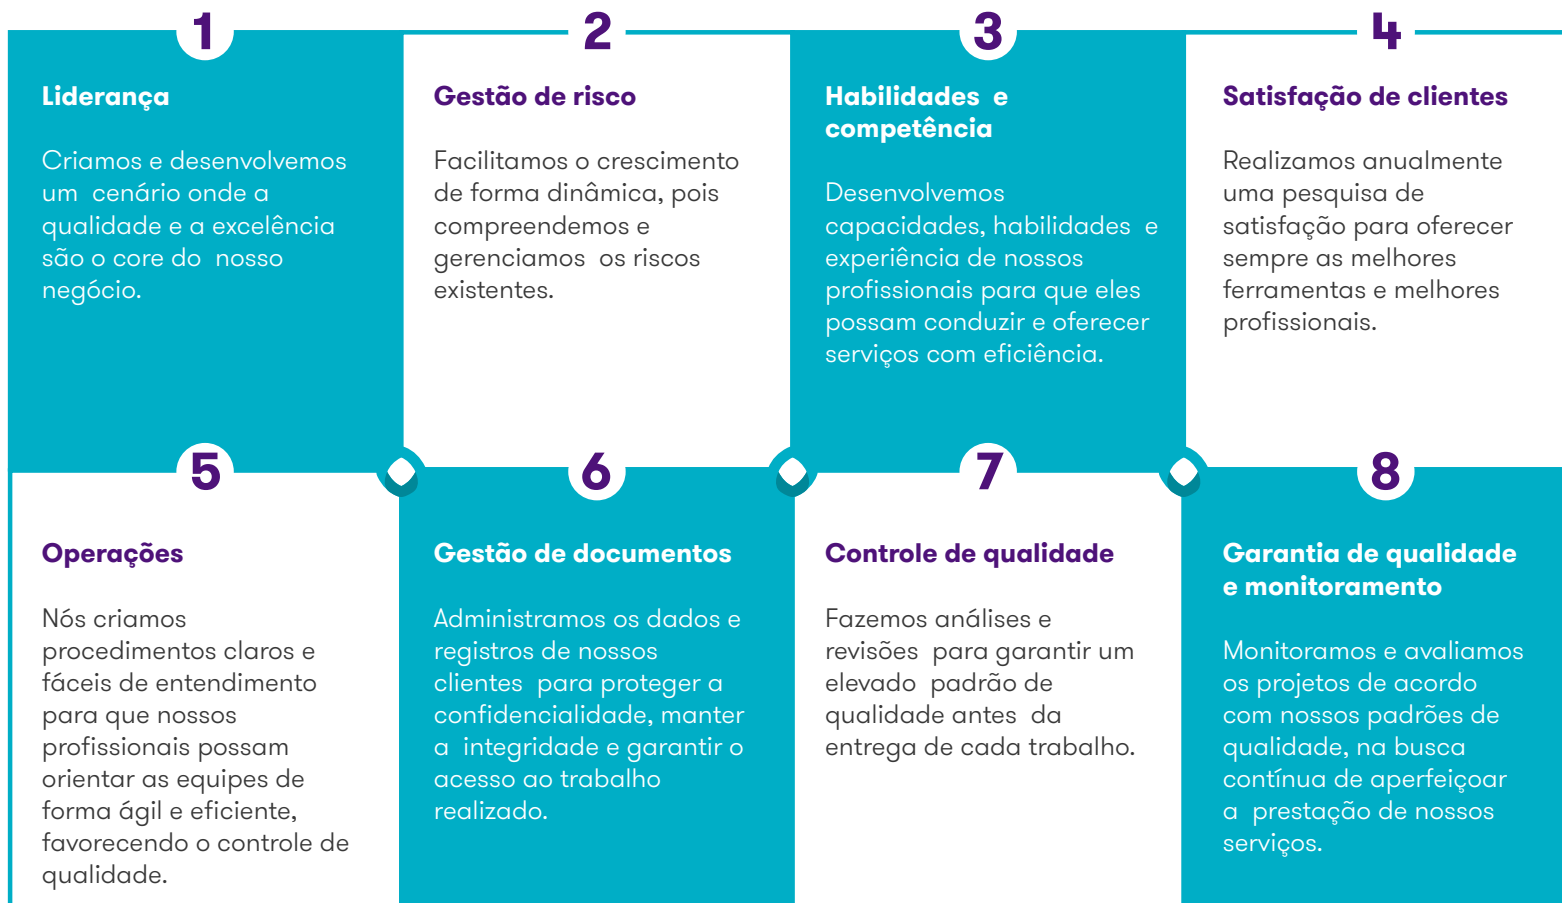 1
Liderança
Criamos e desenvolvemos
um cenário onde a
qualidade e a excelência
são o core do nosso
negócio.
2
Gestão de risco
Facilitamos o crescimento
de forma dinâmica, pois
compreendemos e
gerenciamos os riscos
existentes.
3
Habilidades e
competência
Desenvolvemos
capacidades, habilidades e
experiência de nossos
profissionais para que eles
possam conduzir e oferecer
serviços com eficiência.
4
Satisfação de clientes
Realizamos anualmente
uma pesquisa de
satisfação para oferecer
sempre as melhores
ferramentas e melhores
profissionais.
5
Operações
Nós criamos
procedimentos claros e
fáceis de entendimento
para que nossos
profissionais possam
orientar as equipes de
forma ágil e eficiente,
favorecendo o controle de
qualidade.
6
Gestão de documentos
Administramos os dados e
registros de nossos
clientes para proteger a
confidencialidade, manter
a integridade e garantir o
acesso ao trabalho
realizado.
7
Controle de qualidade
Fazemos análises e
revisões para garantir um
elevado padrão de
qualidade antes da
entrega de cada trabalho.
8
Garantia de qualidade
e monitoramento
Monitoramos e avaliamos
os projetos de acordo
com nossos padrões de
qualidade, na busca
contínua de aperfeiçoar
a prestação de nossos
serviços.